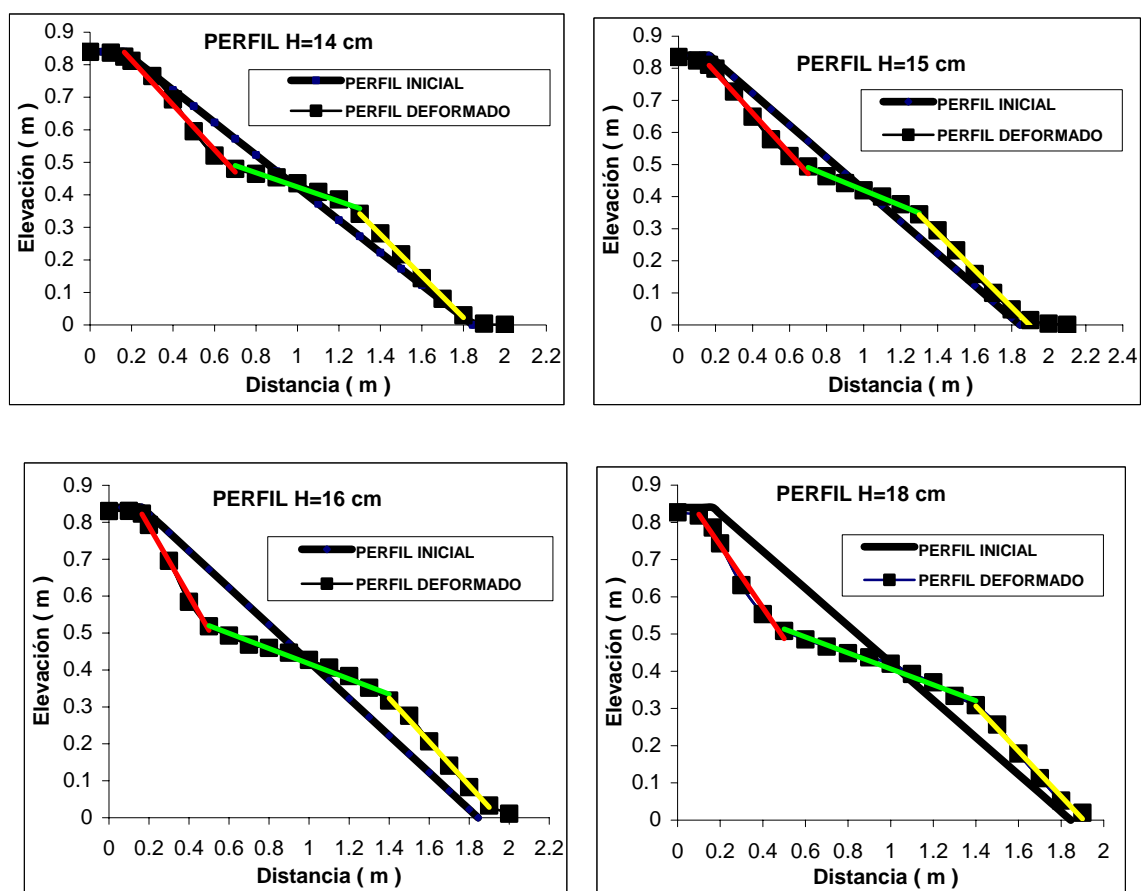 PERFIL H=14 cm
PERFIL INICIAL
PERFIL DEFORMADO
Elevación ( m )
0.9
0.8
0.7
0.6
0.5
0.4
0.3
0.2
0.1
0
0 0.2 0.4 0.6 0.8 1 1.2 1.4 1.6 1.8 2 2.2
Distancia ( m )
PERFIL H=15 cm
PERFIL INICIAL
PERFIL DEFORMADO
Elevación ( m )
0.9
0.8
0.7
0.6
0.5
0.4
0.3
0.2
0.1
0
0 0.2 0.4 0.6 0.8 1 1.2 1.4 1.6 1.8 2 2.2 2.4
Distancia ( m )
PERFIL H=16 cm
PERFIL INICIAL
PERFIL DEFORMADO
Elevación ( m )
0.9
0.8
0.7
0.6
0.5
0.4
0.3
0.2
0.1
0
0 0.2 0.4 0.6 0.8 1 1.2 1.4 1.6 1.8 2 2.2
Distancia ( m )
PERFIL H=18 cm
PERFIL INICIAL
PERFIL DEFORMADO
Elevación ( m )
0.9
0.8
0.7
0.6
0.5
0.4
0.3
0.2
0.1
0
0 0.2 0.4 0.6 0.8 1 1.2 1.4 1.6 1.8 2
Distancia ( m )